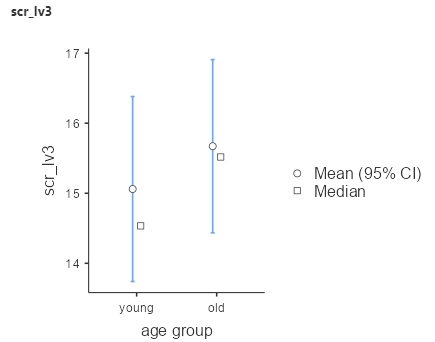 scr_lv3
17
16
15
14
scr_lv3
young old
age group
Mean (95% CI)
Median